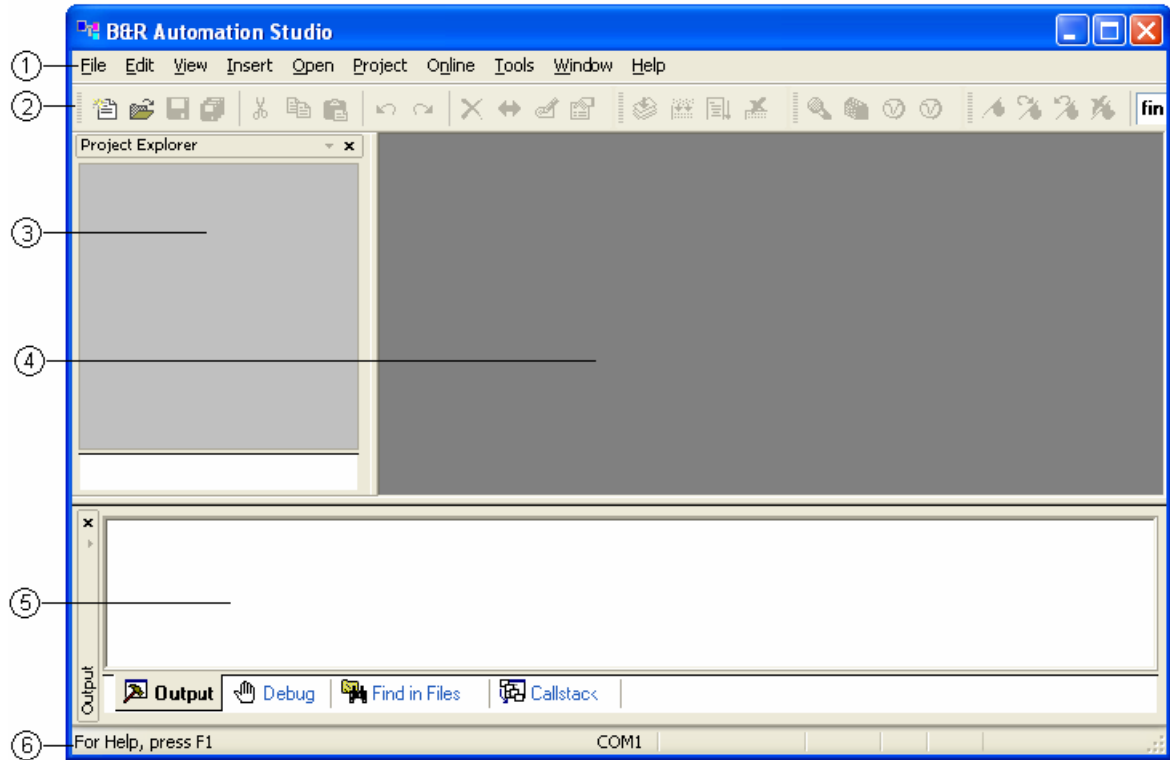 B&R Automation Studio
① File Edit View Insert Open Project Online Tools Window Help
② fin
Project Explorer
③
④
⑤
Output
Output Debug Find in Files Callstack
⑥ For Help, press F1 COM1